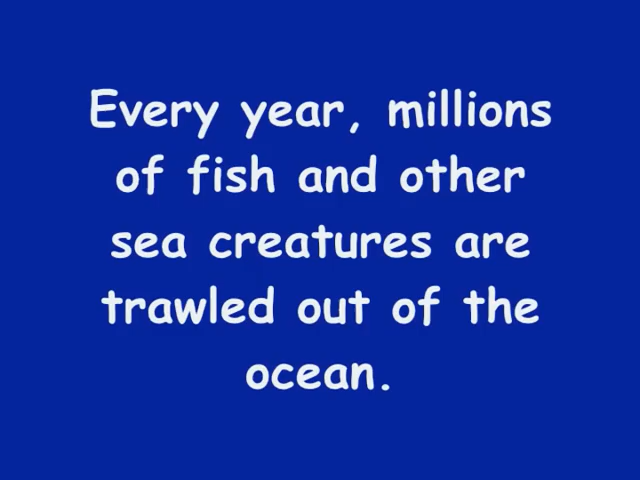 Every year, millions
of fish and other
sea creatures are
trawled out of the
ocean.